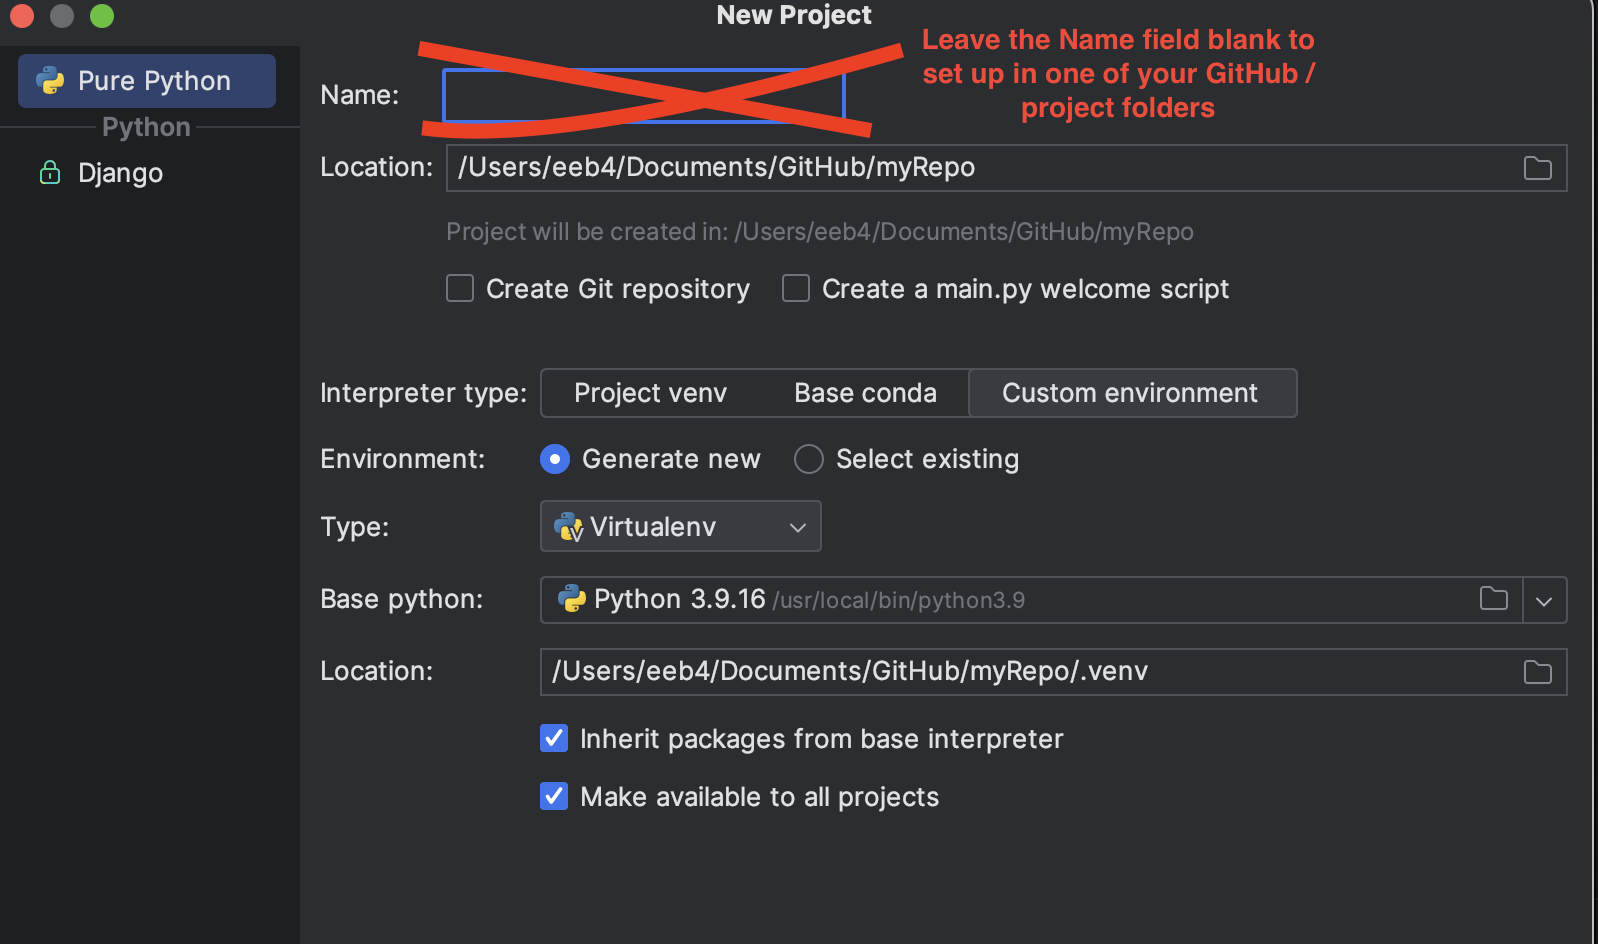 New Project
Leave the Name field blank to
set up in one of your GitHub /
project folders
Pure Python
Python
Django
Name:
Location: /Users/eeb4/Documents/GitHub/myRepo
Project will be created in: /Users/eeb4/Documents/GitHub/myRepo
Create Git repository Create a main.py welcome script
Interpreter type: Project venv Base conda Custom environment
Environment: Generate new Select existing
Type: Virtualenv
Base python: Python 3.9.16 /usr/local/bin/python3.9
Location: /Users/eeb4/Documents/GitHub/myRepo/.venv
Inherit packages from base interpreter
Make available to all projects